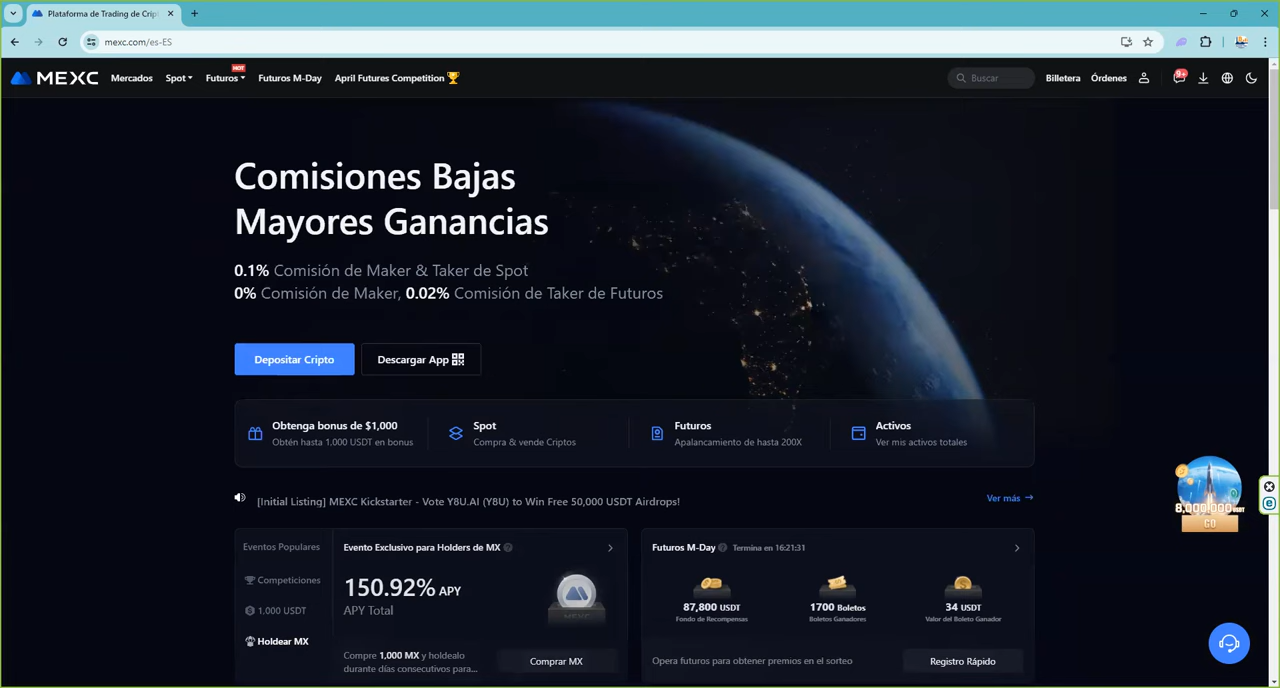 Plataforma de Trading de Crip
mexc.com/es-ES
MEXC Mercados Spot Futuros HOT Futuros M-Day April Futures Competition Buscar Billetera Órdenes 9+
Comisiones Bajas
Mayores Ganancias
0.1% Comisión de Maker & Taker de Spot
0% Comisión de Maker, 0.02% Comisión de Taker de Futuros
Depositar Cripto Descargar App
Obtenga bonus de $1,000
Obtén hasta 1.000 USDT en bonus
Spot
Compra & vende Criptos
Futuros
Apalancamiento de hasta 200X
Activos
Ver mis activos totales
[Initial Listing] MEXC Kickstarter - Vote Y8U.AI (Y8U) to Win Free 50,000 USDT Airdrops!
Ver más →
8,000,000 USDT
GO
Eventos Populares
Competiciones
1,000 USDT
Holdear MX
Evento Exclusivo para Holders de MX
150.92% APY
APY Total
MEXC
Compre 1,000 MX y holdealo
durante días consecutivos para...
Comprar MX
Futuros M-Day Termina en 16:21:31
87,800 USDT
Fondo de Recompensas
1700 Boletos
Boletos Ganadores
34 USDT
Valor del Boleto Ganador
Opera futuros para obtener premios en el sorteo
Registro Rápido